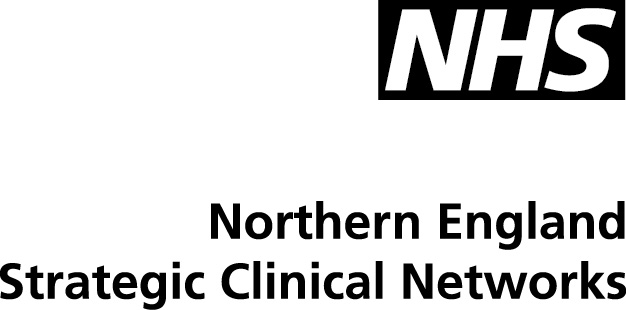 NHS
Northern England
Strategic Clinical Networks